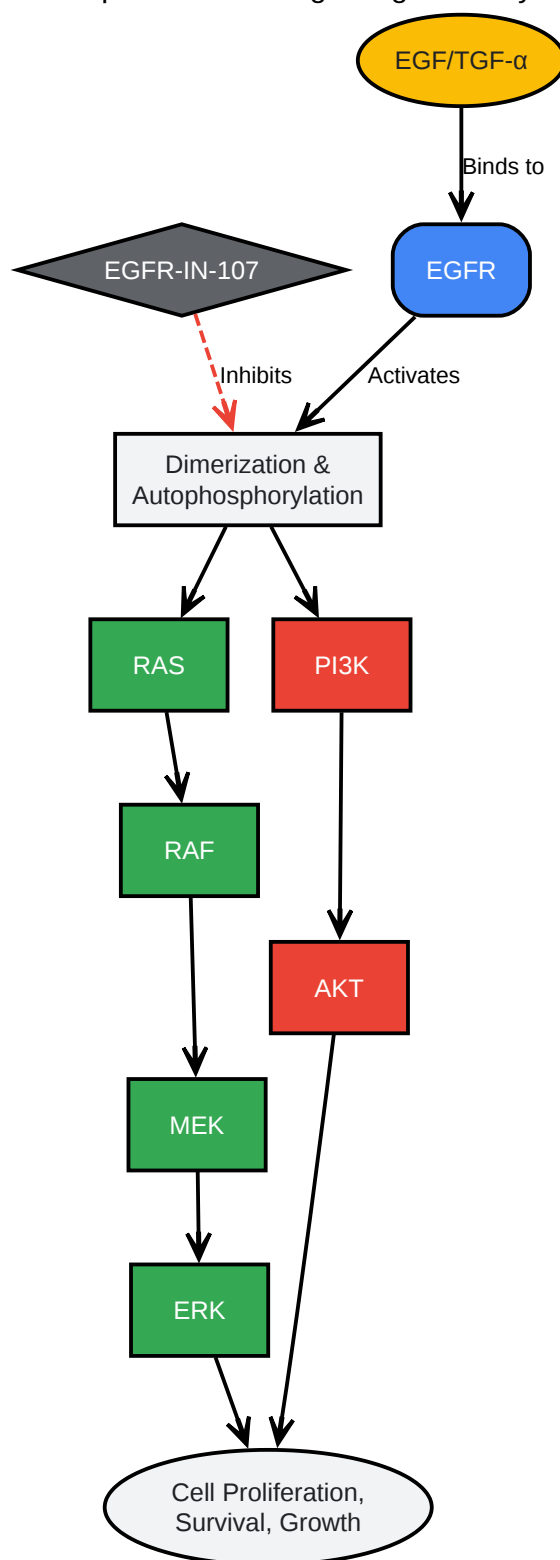 EGF/TGF-α
Binds to
EGFR-IN-107
EGFR
Inhibits
Activates
Dimerization &
Autophosphorylation
RAS
PI3K
RAF
AKT
MEK
ERK
Cell Proliferation,
Survival, Growth